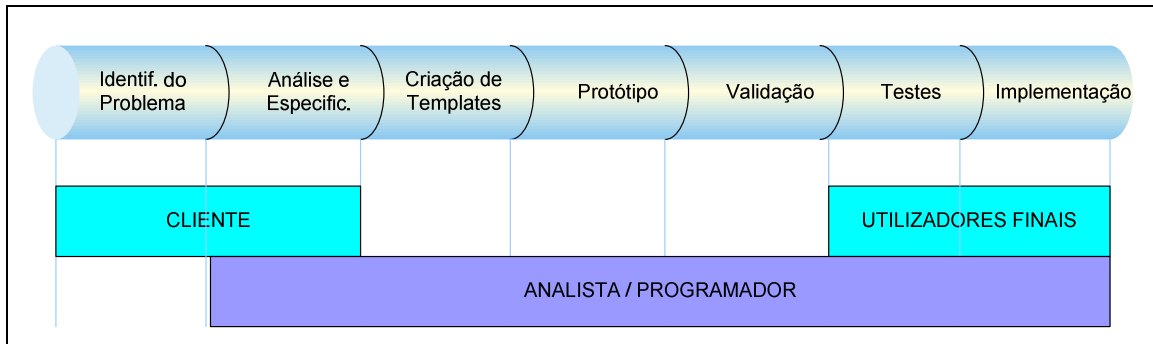 Identif. do
Problema
Análise e
Especific.
Criação de
Templates
Protótipo
Validação
Testes
Implementação
CLIENTE
UTILIZADORES FINAIS
ANALISTA / PROGRAMADOR